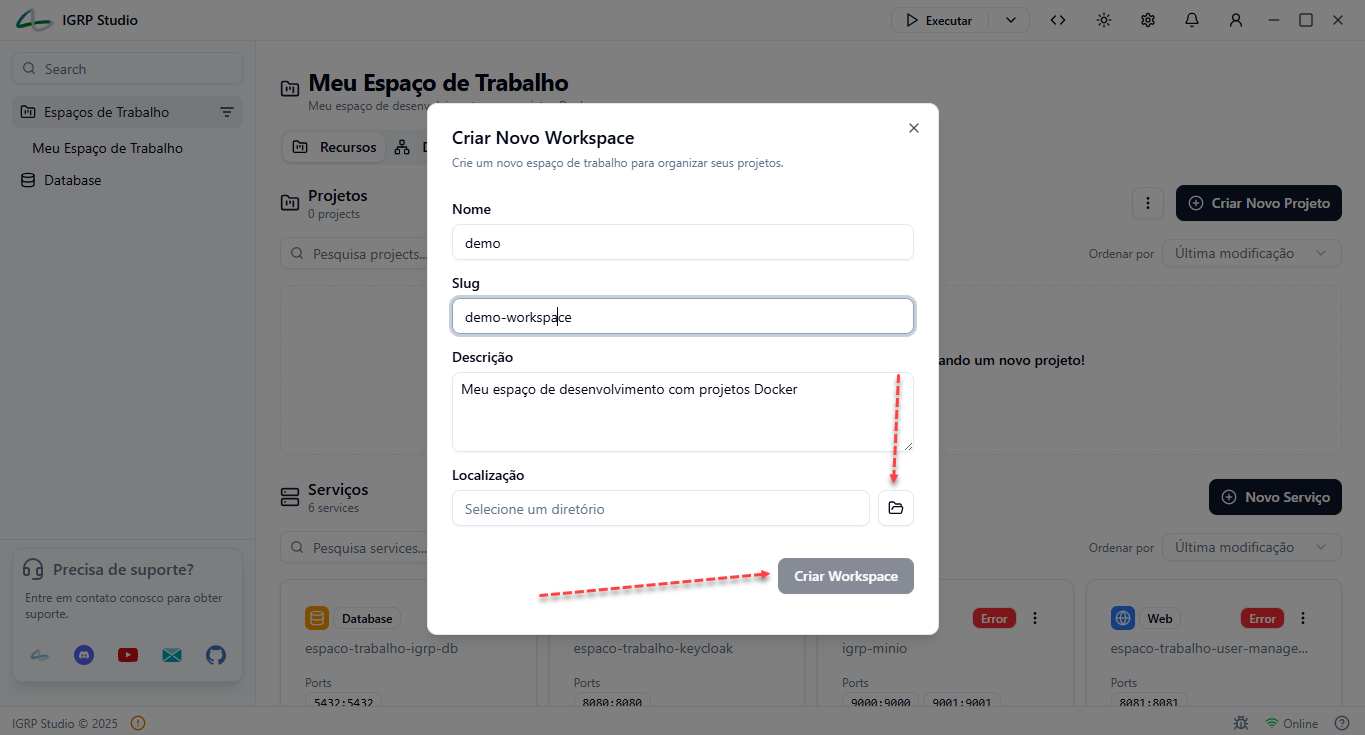 IGRP Studio
Executar
Search
Espaços de Trabalho
Meu Espaço de Trabalho
Database
Meu Espaço de Trabalho
Recursos
Projetos
0 projects
Criar Novo Projeto
Pesquisa projects...
Ordenar por
Última modificação
ando um novo projeto!
Criar Novo Workspace
Crie um novo espaço de trabalho para organizar seus projetos.
Nome
demo
Slug
demo-workspace
Descrição
Meu espaço de desenvolvimento com projetos Docker
Localização
Selecione um diretório
Criar Workspace
Serviços
6 services
Novo Serviço
Pesquisa services...
Ordenar por
Última modificação
Database
espaco-trabalho-igrp-db
Ports
5432:5432
espaco-trabalho-keycloak
Ports
8080:8080
Error
igrp-minio
Ports
9000:9000
9001:9001
Web
Error
espaco-trabalho-user-manage...
Ports
8081:8081
Precisa de suporte?
Entre em contato conosco para obter
suporte.
IGRP Studio © 2025
Online